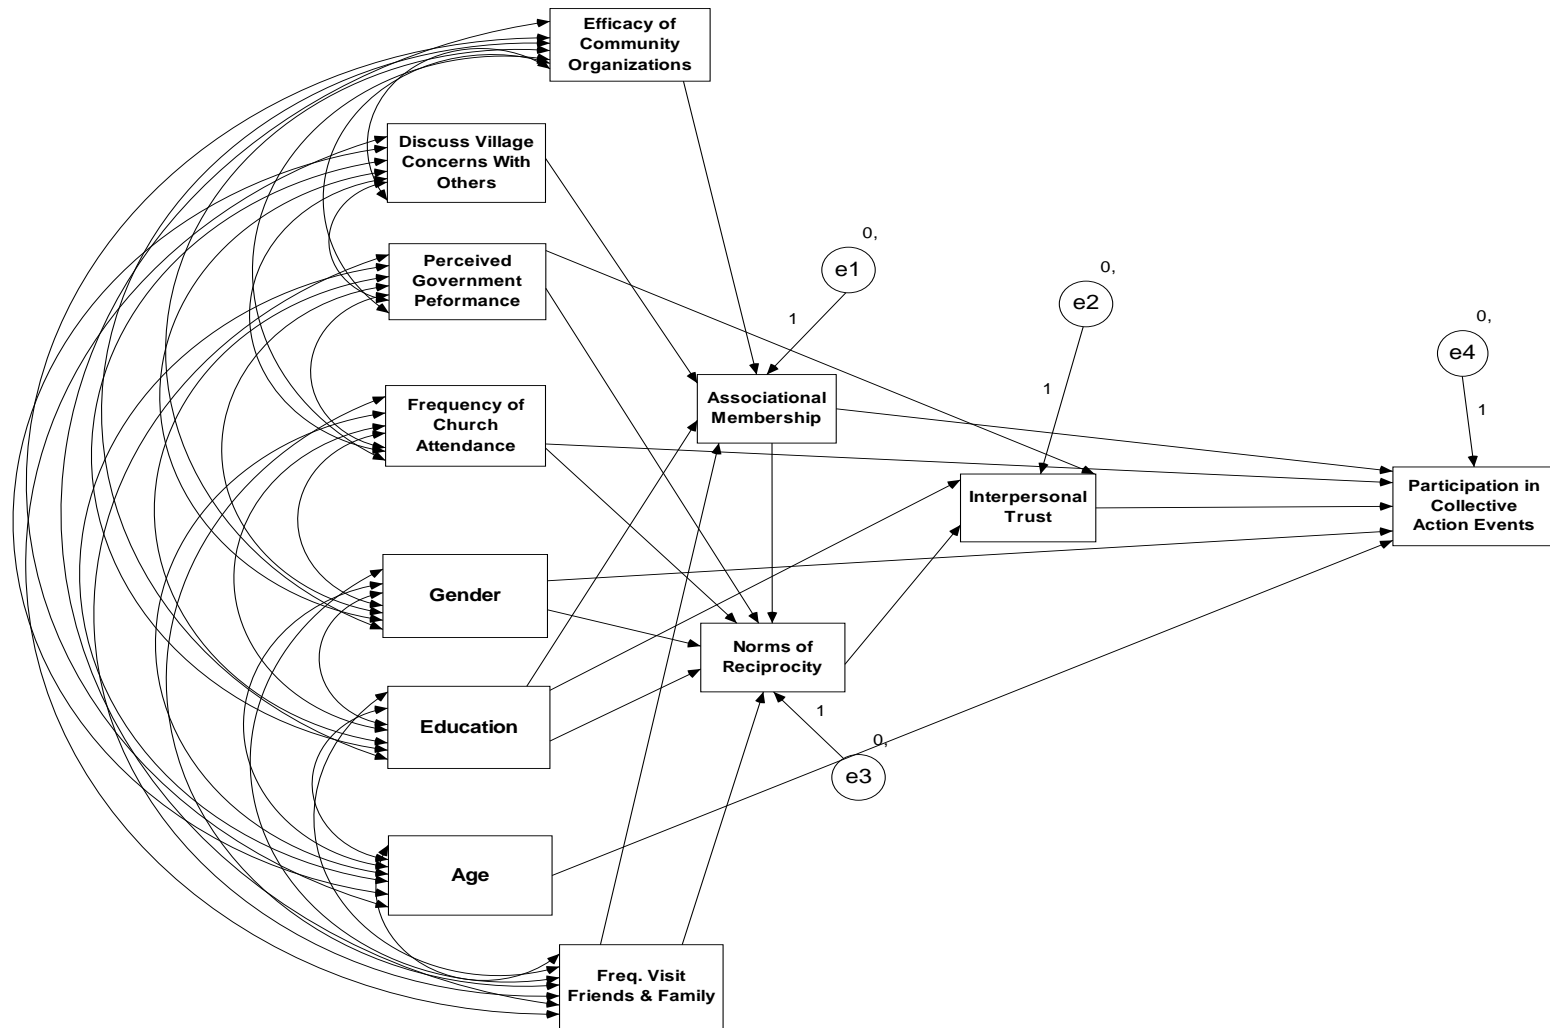 Efficacy of
Community
Organizations
Discuss Village
Concerns With
Others
Perceived
Government
Peformance
Frequency of
Church
Attendance
Gender
Education
Age
Freq. Visit
Friends & Family
0,
e1
1
Associational
Membership
Norms of
Reciprocity
1
0,
e3
0,
e2
1
Interpersonal
Trust
0,
e4
1
Participation in
Collective
Action Events